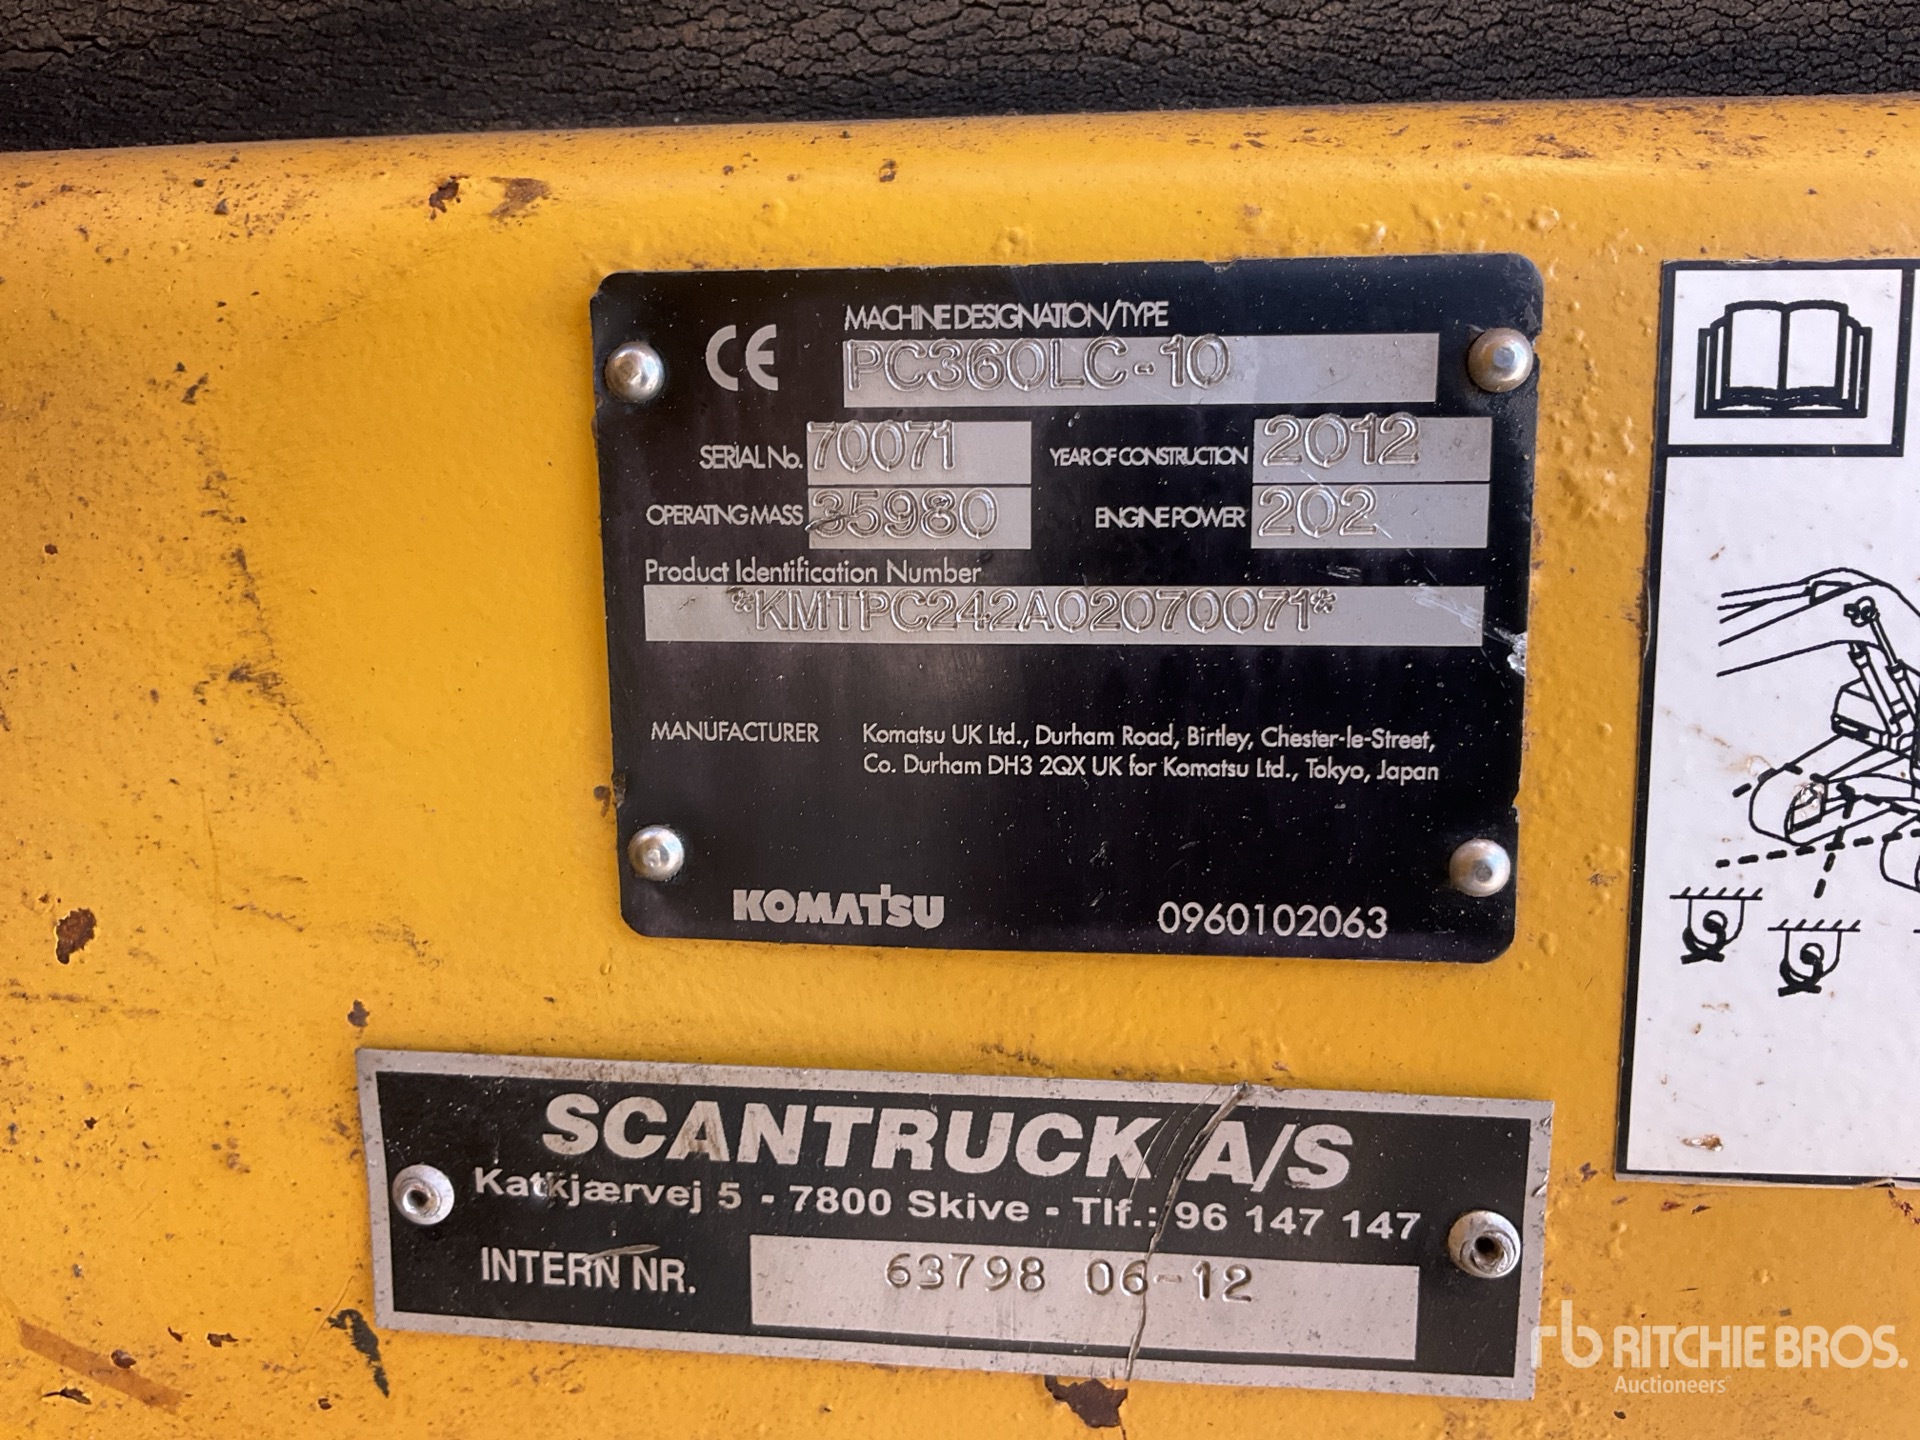 CE
MACHINE DESIGNATION/TYPE
PC360LC-10
SERIAL No. 70071 YEAR OF CONSTRUCTION 2012
OPERATING MASS 35980 ENGINE POWER 202
Product Identification Number
*KMTPC242A02070071*
MANUFACTURER Komatsu UK Ltd., Durham Road, Birtley, Chester-le-Street,
Co. Durham DH3 2QX UK for Komatsu Ltd., Tokyo, Japan
KOMATSU 0960102063
SCANTRUCK A/S
Katkjærvej 5 - 7800 Skive - Tlf.: 96 147 147
INTERN NR. 63798 06-12
rb RITCHIE BROS.
Auctioneers